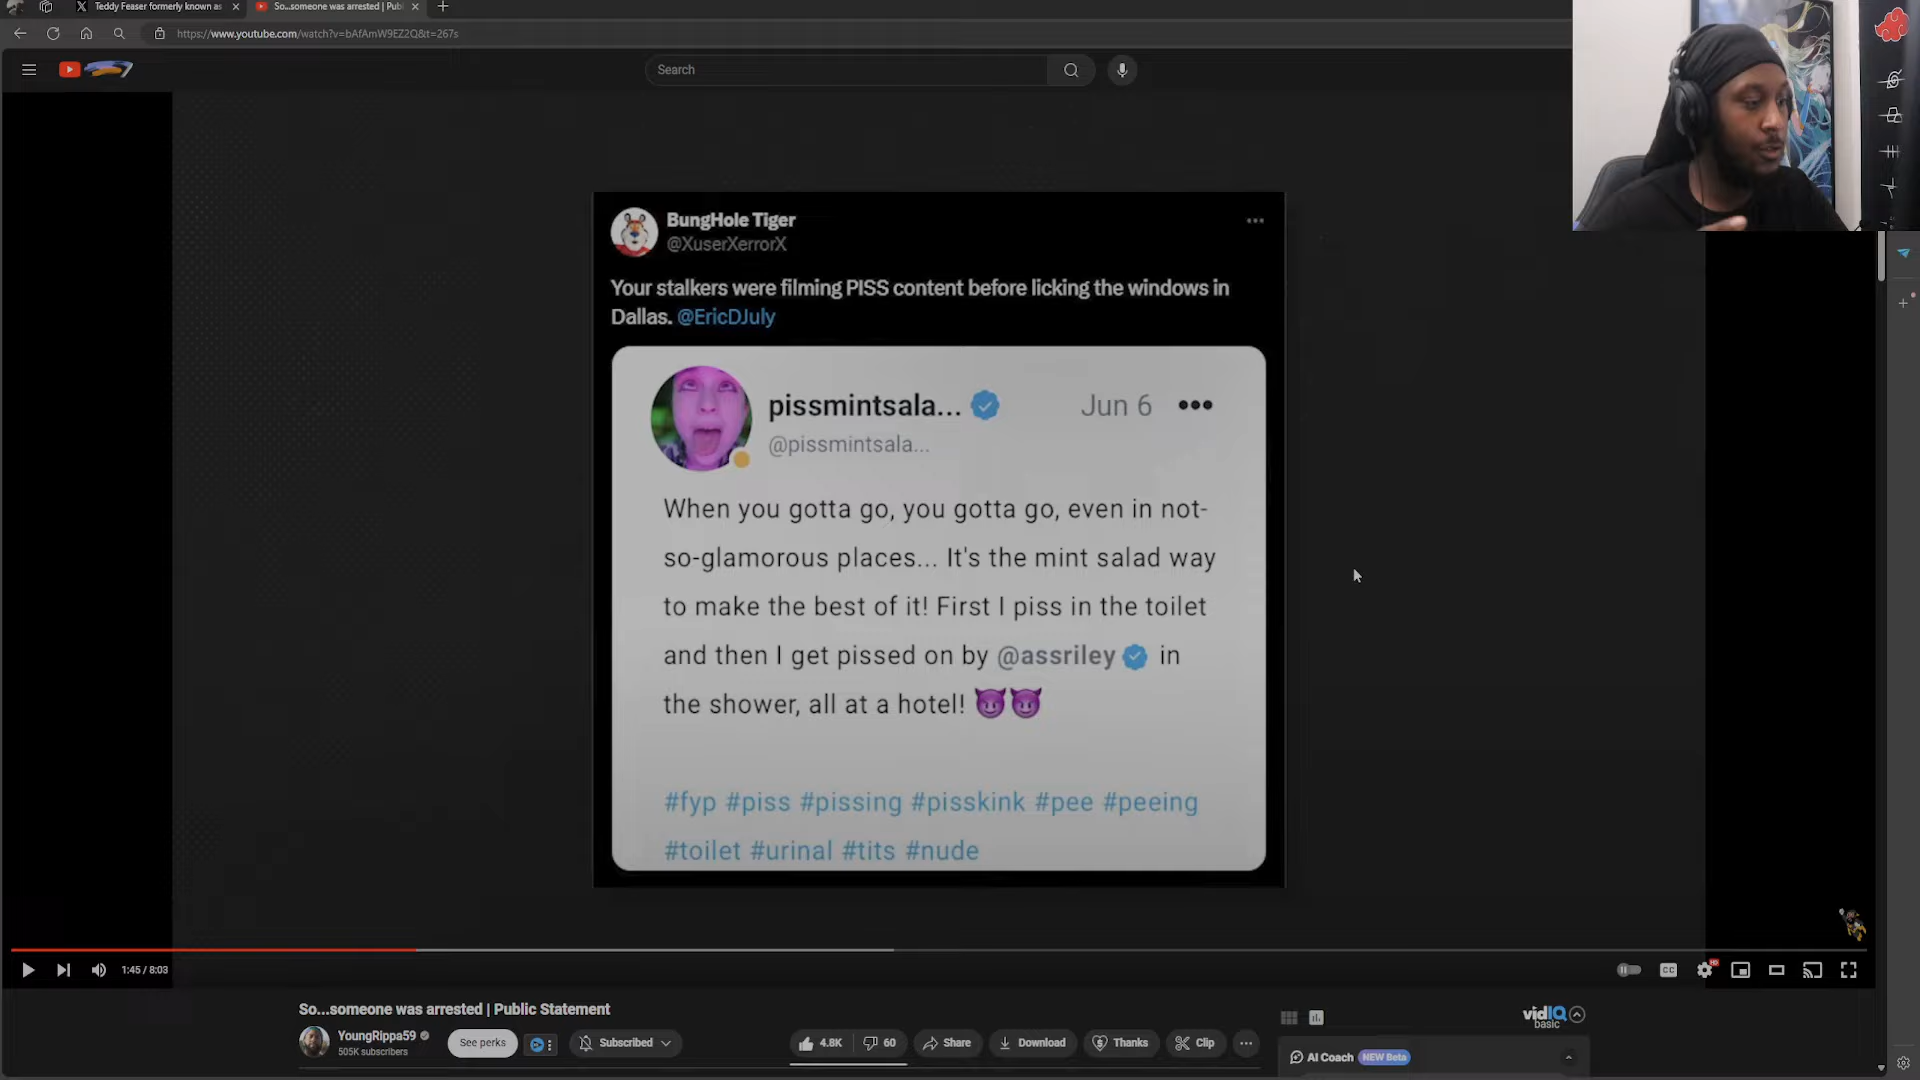 Teddy Feaser formerly known as
So...someone was arrested | Publ
https://www.youtube.com/watch?v=bAfAmW9EZ2Q&t=267s
Search
BungHole Tiger
@XuserXerrorX
Your stalkers were filming PISS content before licking the windows in
Dallas. @EricDJuly
pissmintsala...
Jun 6
@pissmintsala...
When you gotta go, you gotta go, even in not-
so-glamorous places... It's the mint salad way
to make the best of it! First I piss in the toilet
and then I get pissed on by @assriley in
the shower, all at a hotel! 😈😈
#fyp #piss #pissing #pisskink #pee #peeing
#toilet #urinal #tits #nude
1:45 / 8:03
CC
HD
So...someone was arrested | Public Statement
YoungRippa59
505K subscribers
See perks
Subscribed
4.8K
60
Share
Download
Thanks
Clip
vidIQ
basic
AI Coach NEW Beta